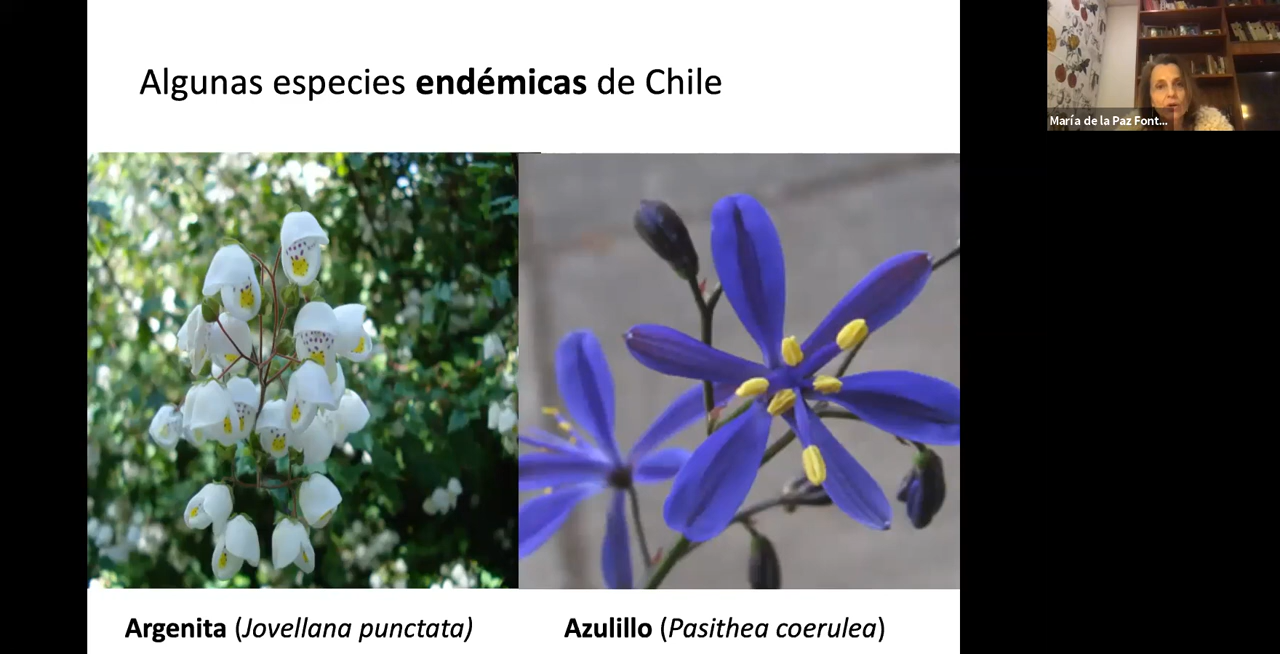 Algunas especies endémicas de Chile
María de la Paz Font...
Argenita (Jovellana punctata)
Azulillo (Pasithea coerulea)